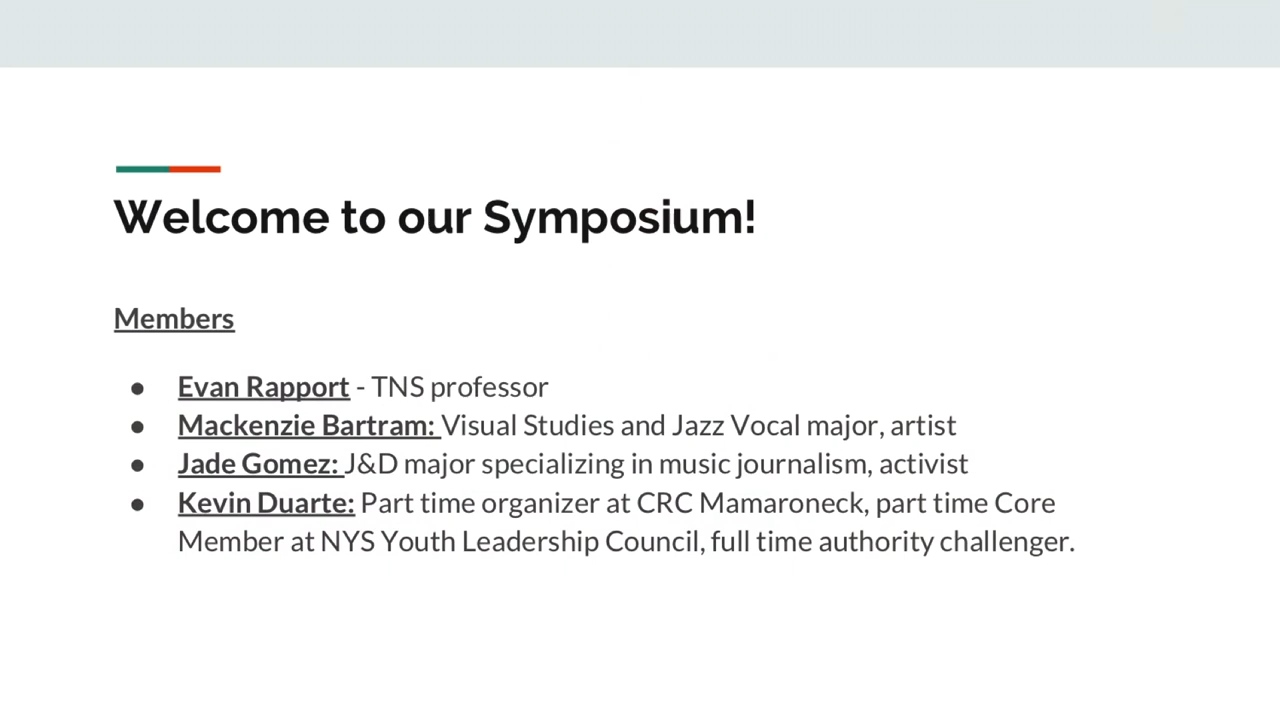 Welcome to our Symposium!
Members
● Evan Rapport - TNS professor
● Mackenzie Bartram: Visual Studies and Jazz Vocal major, artist
● Jade Gomez: J&D major specializing in music journalism, activist
● Kevin Duarte: Part time organizer at CRC Mamaroneck, part time Core
Member at NYS Youth Leadership Council, full time authority challenger.